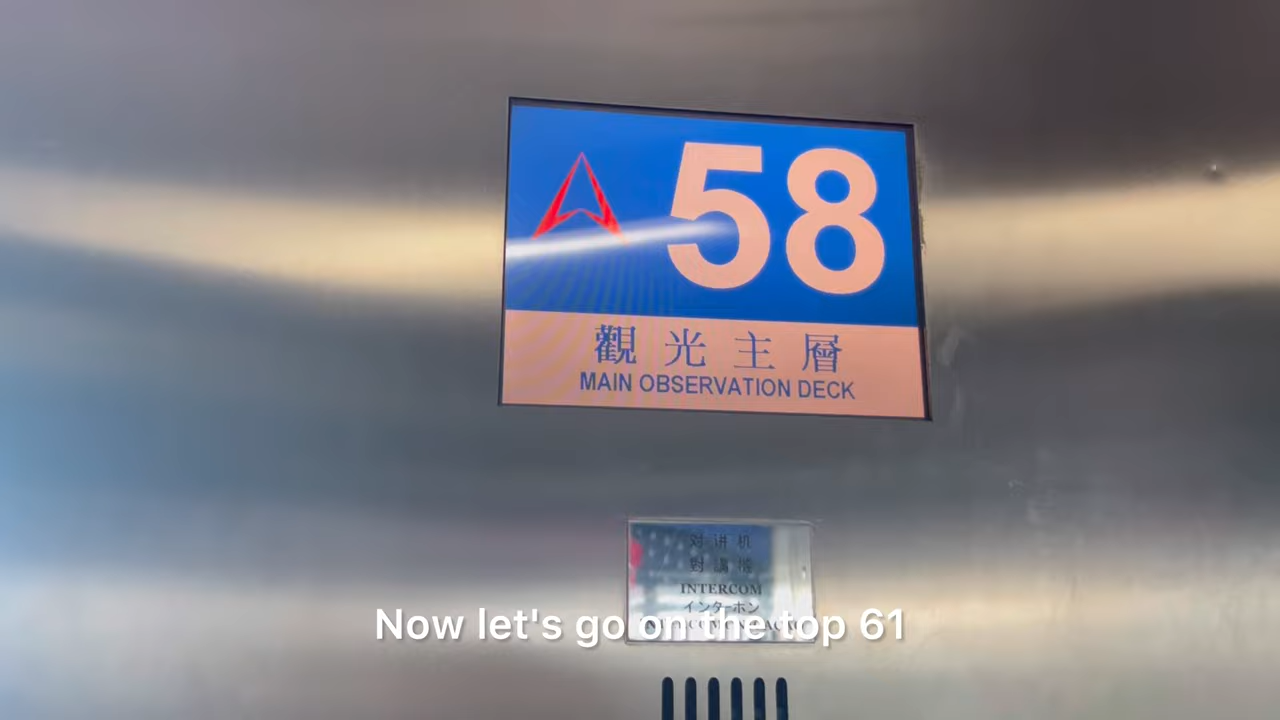 58
觀光主層
MAIN OBSERVATION DECK
对讲机
對講機
INTERCOM
インターホン
Now let's go on the top 61